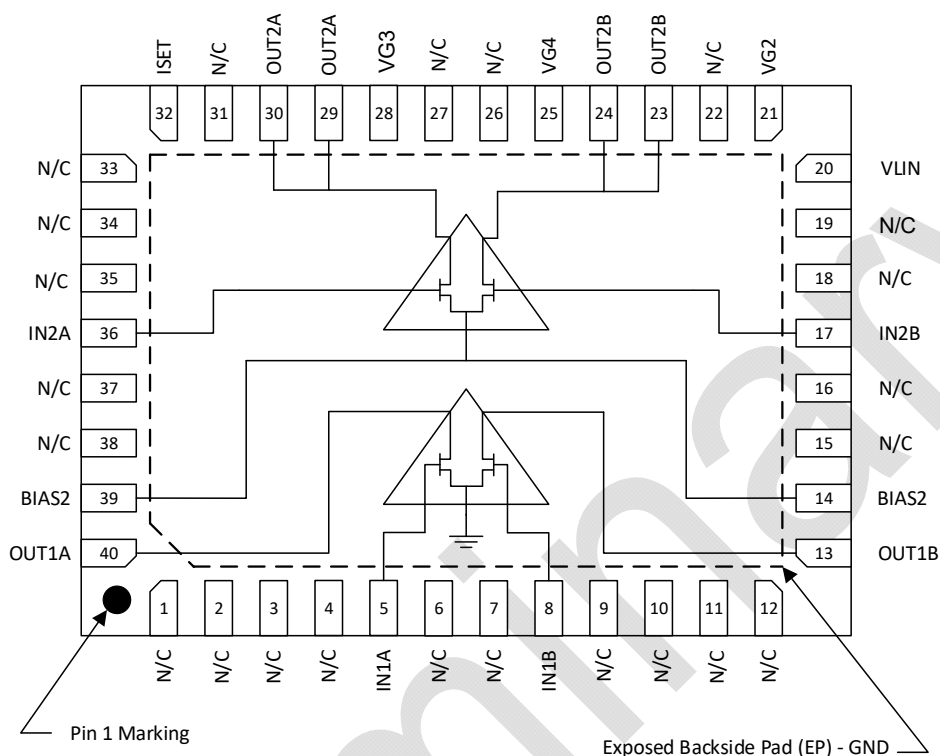 ISET N/C OUT2A OUT2A VG3 N/C N/C VG4 OUT2B OUT2B N/C VG2
32 31 30 29 28 27 26 25 24 23 22 21
N/C 33 20 VLIN
N/C 34 19 N/C
N/C 35 18 N/C
IN2A 36 17 IN2B
N/C 37 16 N/C
N/C 38 15 N/C
BIAS2 39 14 BIAS2
OUT1A 40 13 OUT1B
1 2 3 4 5 6 7 8 9 10 11 12
N/C N/C N/C N/C IN1A N/C N/C IN1B N/C N/C N/C N/C
Pin 1 Marking
Exposed Backside Pad (EP) - GND